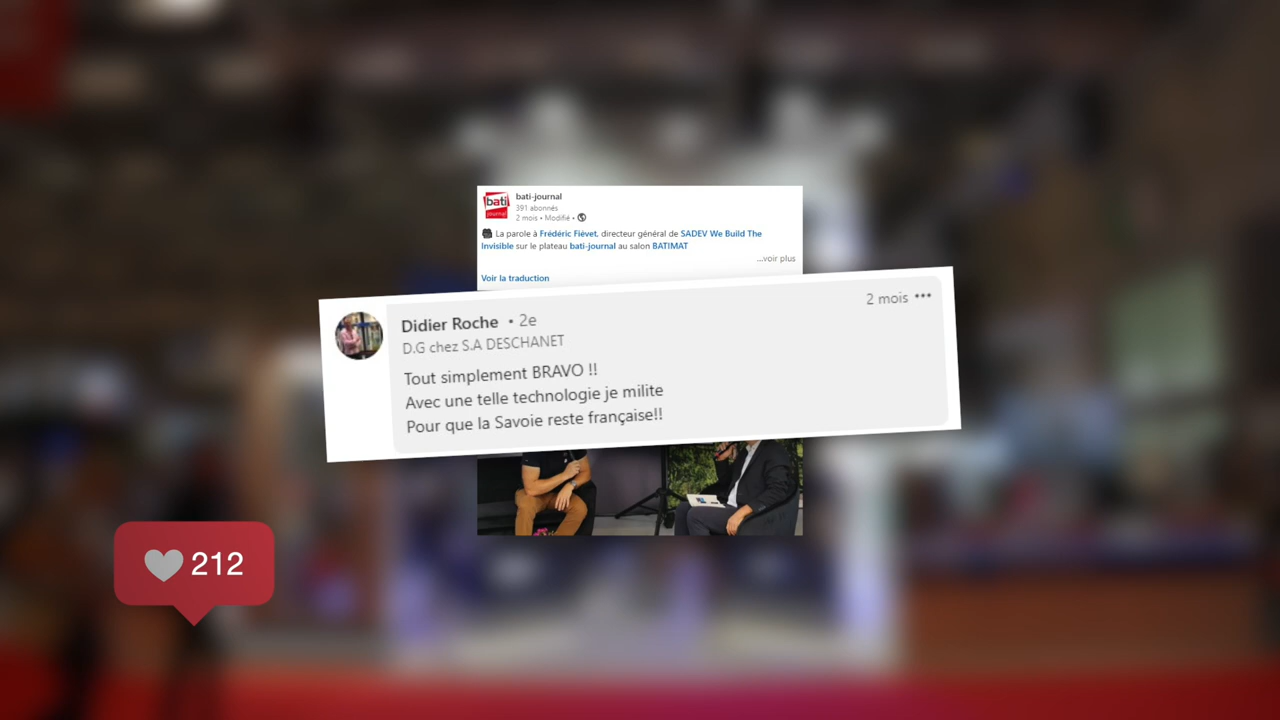 bati
journal
bati-journal
391 abonnés
2 mois • Modifié •
La parole à Frédéric Fiévet, directeur général de SADEV We Build The
Invisible sur le plateau bati-journal au salon BATIMAT
...voir plus
Voir la traduction
2 mois •••
Didier Roche • 2e
D.G chez S.A DESCHANET
Tout simplement BRAVO !!
Avec une telle technologie je milite
Pour que la Savoie reste française!!
212